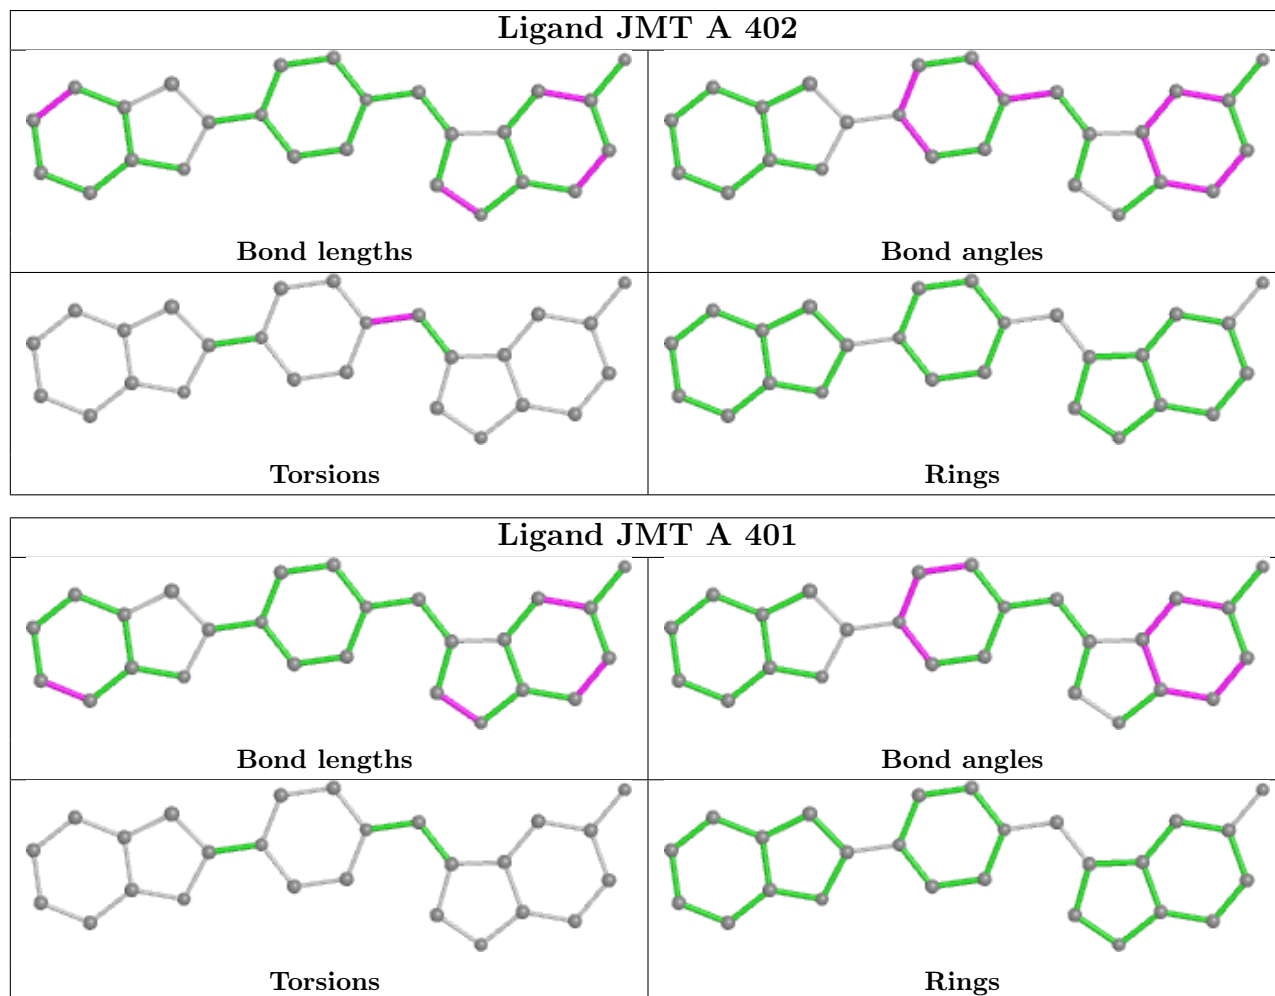 Ligand JMT A 402
Bond lengths
Bond angles
Torsions
Rings
Ligand JMT A 401
Bond lengths
Bond angles
Torsions
Rings